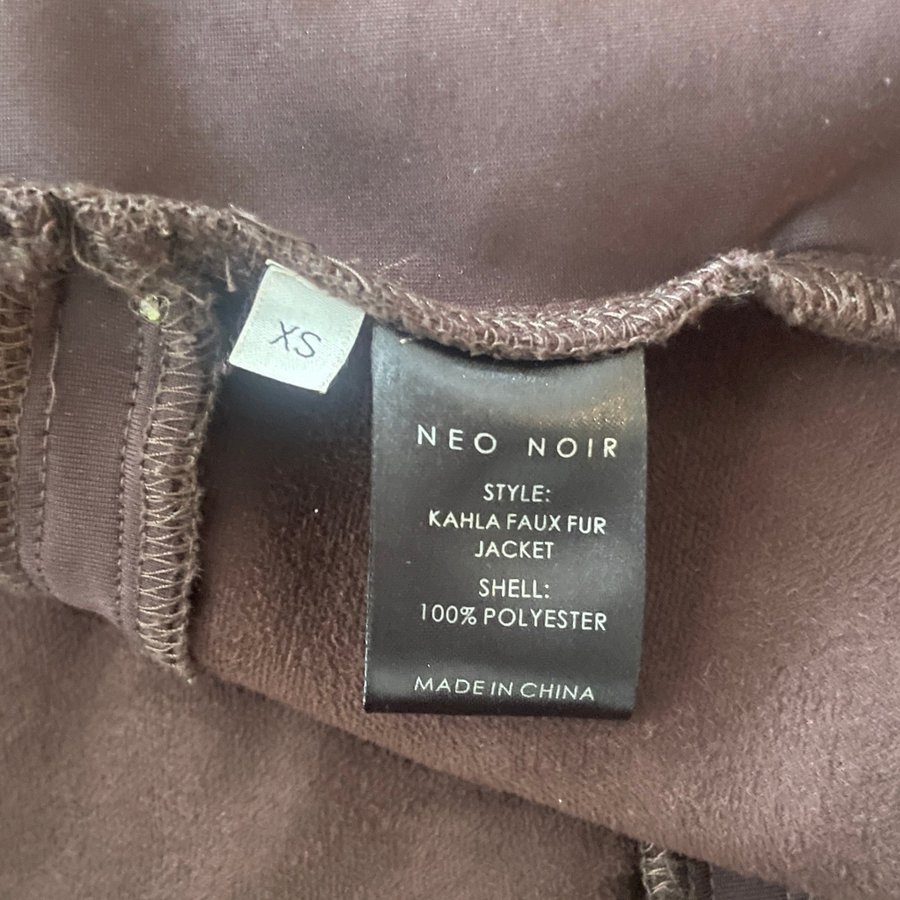 XS
NEO NOIR
STYLE:
KAHLA FAUX FUR
JACKET
SHELL:
100% POLYESTER
MADE IN CHINA